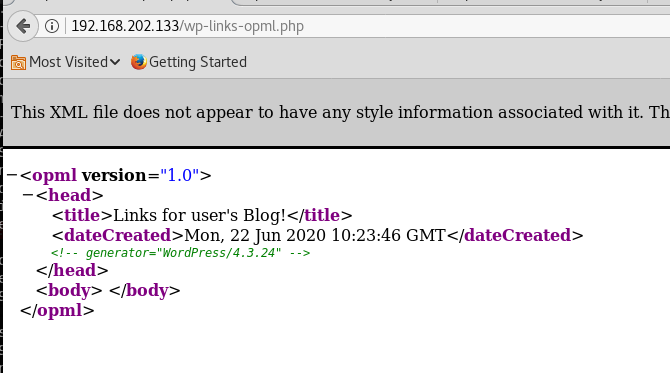 192.168.202.133/wp-links-opml.php
Most Visited Getting Started
This XML file does not appear to have any style information associated with it. Th
−<opml version="1.0">
−<head>
<title>Links for user's Blog!</title>
<dateCreated>Mon, 22 Jun 2020 10:23:46 GMT</dateCreated>
<!-- generator="WordPress/4.3.24" -->
</head>
<body> </body>
</opml>